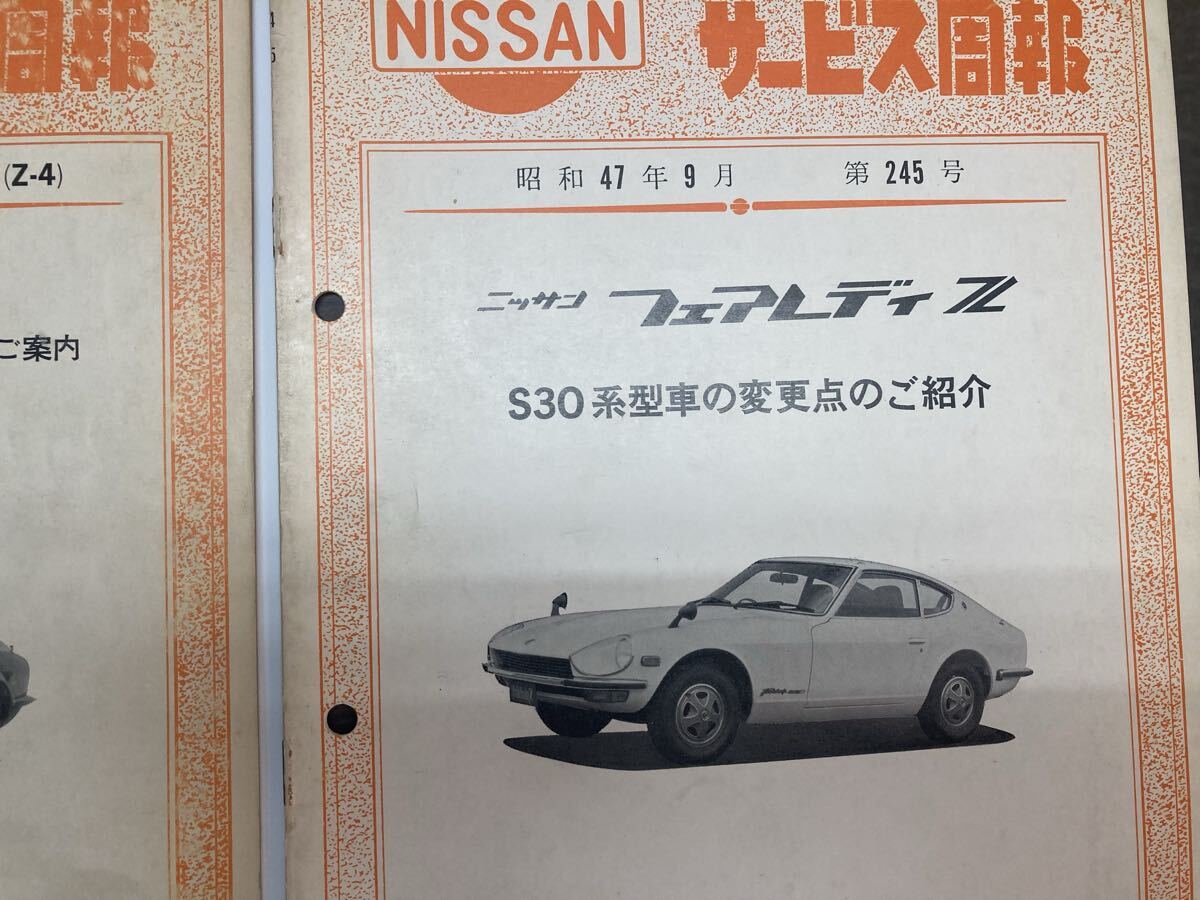 周報
(Z-4)
ご案内
NISSAN
サービス周報
昭和47年9月 第245号
ニッサン フェアレディZ
S30系型車の変更点のご紹介